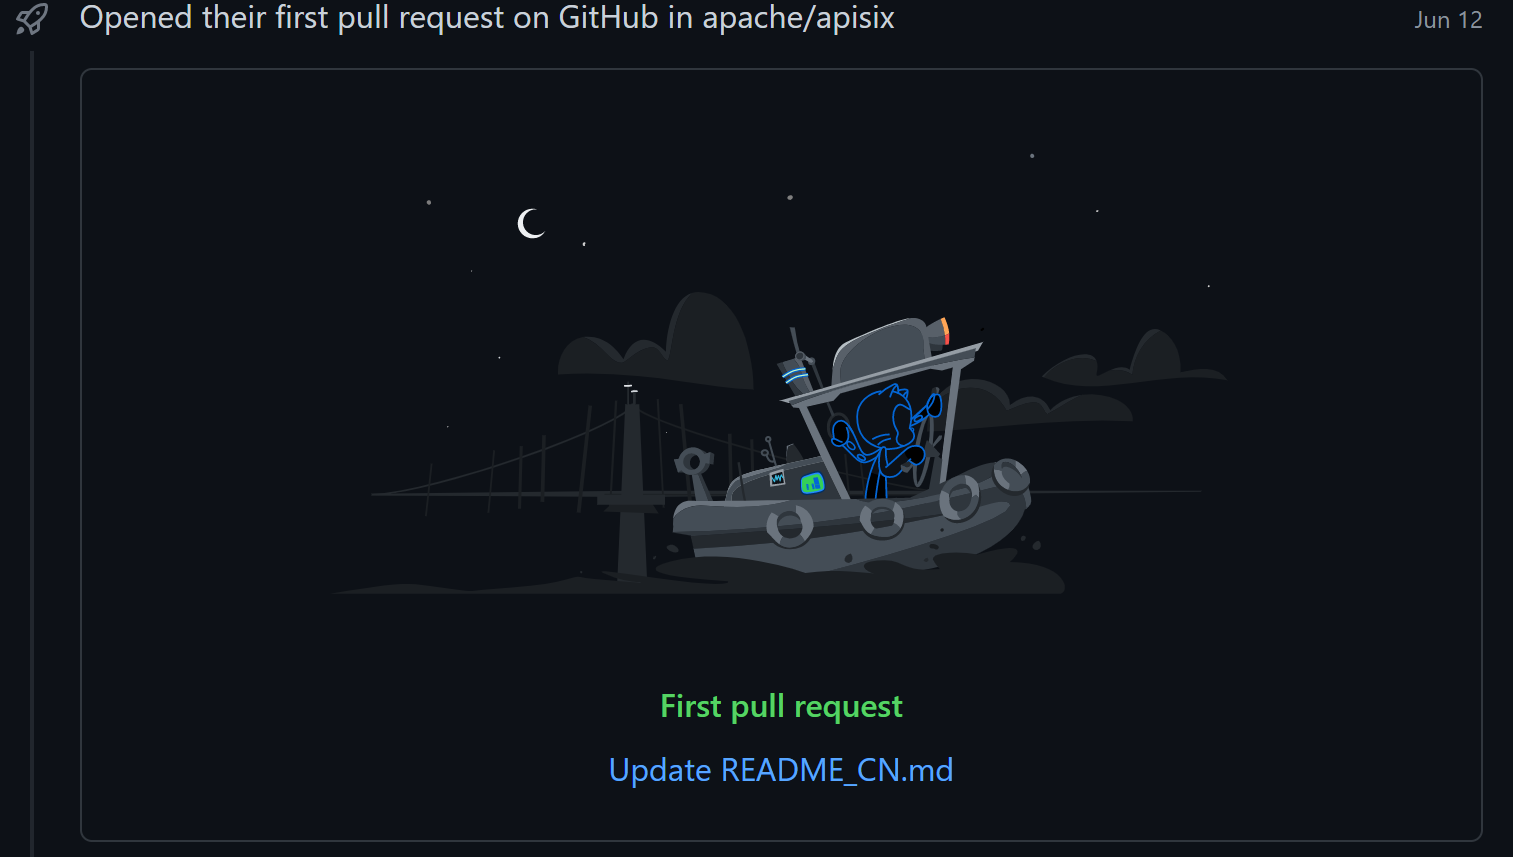 Opened their first pull request on GitHub in apache/apisix
Jun 12
First pull request
Update README_CN.md